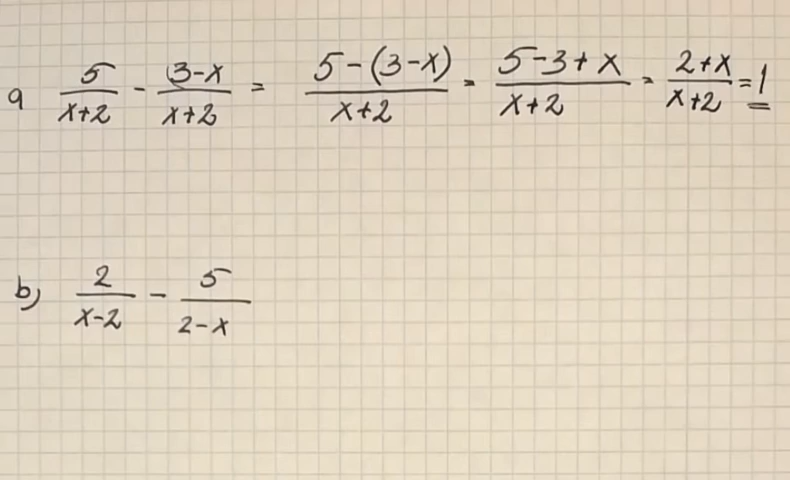 a 5/(x+2) - (3-x)/(x+2) = (5-(3-x))/(x+2) = (5-3+x)/(x+2) = (2+x)/(x+2) = 1
b) 2/(x-2) - 5/(2-x)